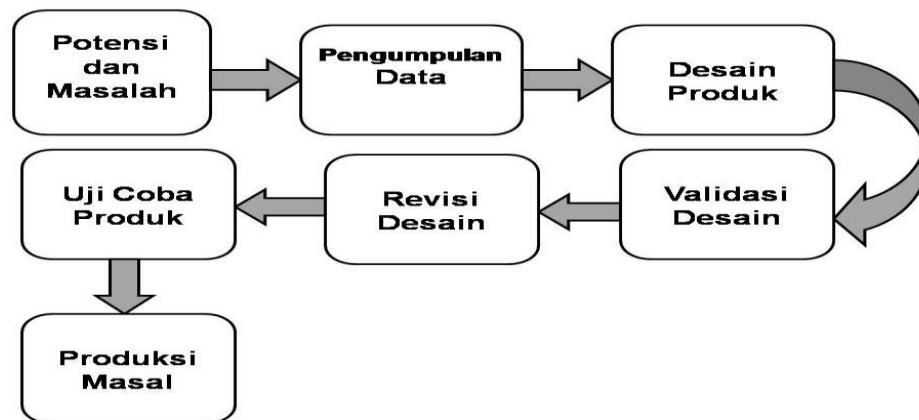 Potensi
dan
Masalah
Pengumpulan
Data
Desain
Produk
Validasi
Desain
Revisi
Desain
Uji Coba
Produk
Produksi
Masal